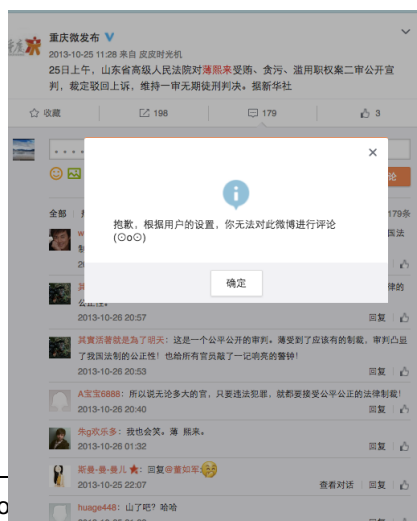 重庆微发布 V
2013-10-25 11:28 来自 皮皮时光机
25日上午，山东省高级人民法院对薄熙来受贿、贪污、滥用职权案二审公开宣
判，裁定驳回上诉，维持一审无期徒刑判决。据新华社
收藏 198 179 3
论
抱歉，根据用户的设置，你无法对此微博进行评论
(⊙o⊙)
确定
全部
179条
国法
律的
公正性。
2013-10-26 20:57 回复
其實活著就是為了明天：这是一个公平公开的审判。薄受到了应该有的制裁，审判凸显
了我国法制的公正性！也给所有官员敲了一记响亮的警钟！
2013-10-26 20:53 回复
A宝宝6888：所以说无论多大的官，只要违法犯罪，就都要接受公平公正的法律制裁！
2013-10-26 20:40 回复
朱g欢乐多：我也会笑。薄 熙来。
2013-10-26 01:32 回复
斯曼-曼-曼儿：回复@董如军:
2013-10-25 22:07 查看对话 回复
huage448：山了吧？哈哈